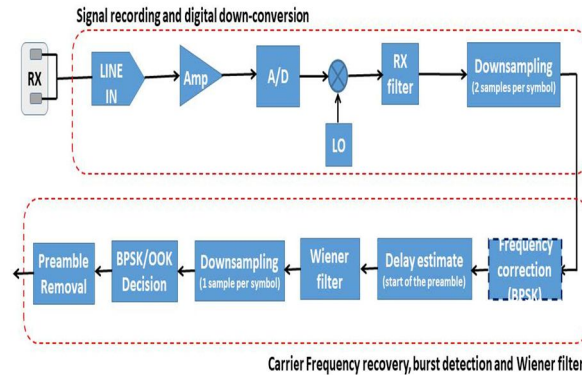 Signal recording and digital down-conversion
RX
LINE
IN
Amp
A/D
LO
RX
filter
Downsampling
(2 samples per symbol)
Preamble
Removal
BPSK/OOK
Decision
Downsampling
(1 sample per symbol)
Wiener
filter
Delay estimate
(start of the preamble)
Frequency
correction
(BPSK)
Carrier Frequency recovery, burst detection and Wiener filter